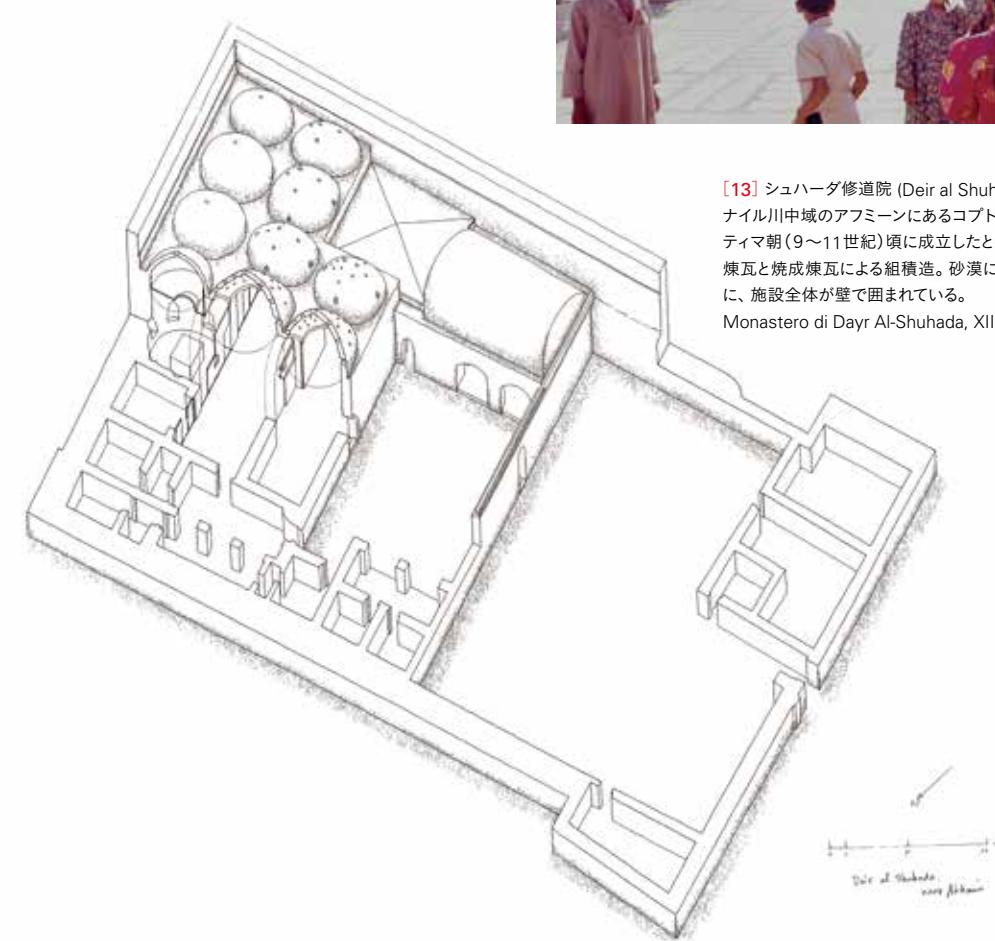 [13] シュハーダ修道院 (Deir al Shuh
ナイル川中域のアフミーンにあるコプト
ティマ朝(9〜11世紀)頃に成立したと
煉瓦と焼成煉瓦による組積造。砂漠に
に、施設全体が壁で囲まれている。
Monastero di Dayr Al-Shuhada, XII
Deir al Shuhada.
near Akhmim